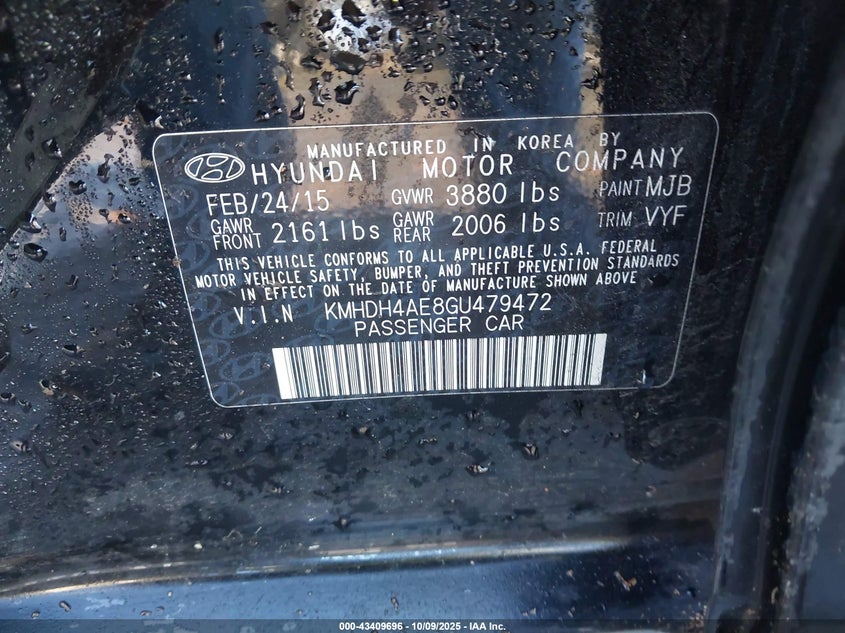 MANUFACTURED IN KOREA BY
HYUNDAI MOTOR COMPANY
FEB/24/15 GVWR 3880 lbs PAINT MJB
GAWR FRONT 2161 lbs GAWR REAR 2006 lbs TRIM VYF
THIS VEHICLE CONFORMS TO ALL APPLICABLE U.S.A. FEDERAL
MOTOR VEHICLE SAFETY, BUMPER, AND THEFT PREVENTION STANDARDS
IN EFFECT ON THE DATE OF MANUFACTURE SHOWN ABOVE
V.I.N KMHDH4AE8GU479472
PASSENGER CAR
000-43409696 - 10/09/2025 - IAA Inc.